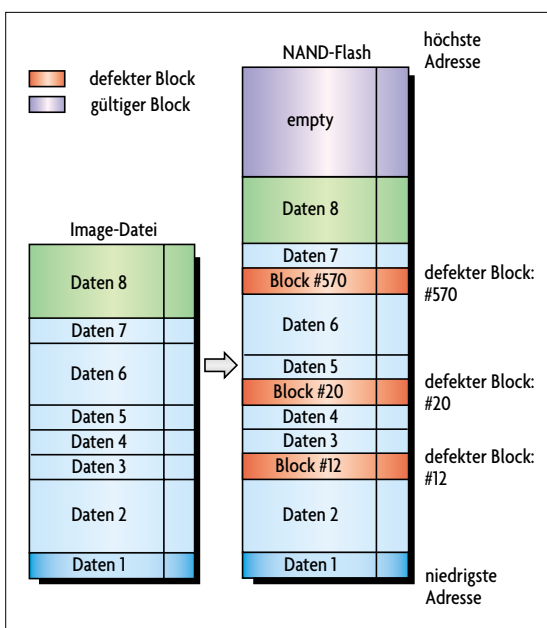 defekter Block
gültiger Block
Image-Datei
Daten 8
Daten 7
Daten 6
Daten 5
Daten 4
Daten 3
Daten 2
Daten 1
NAND-Flash
empty
Daten 8
Daten 7
Block #570
Daten 6
Daten 5
Block #20
Daten 4
Daten 3
Block #12
Daten 2
Daten 1
höchste
Adresse
defekter Block:
#570
defekter Block:
#20
defekter Block:
#12
niedrigste
Adresse